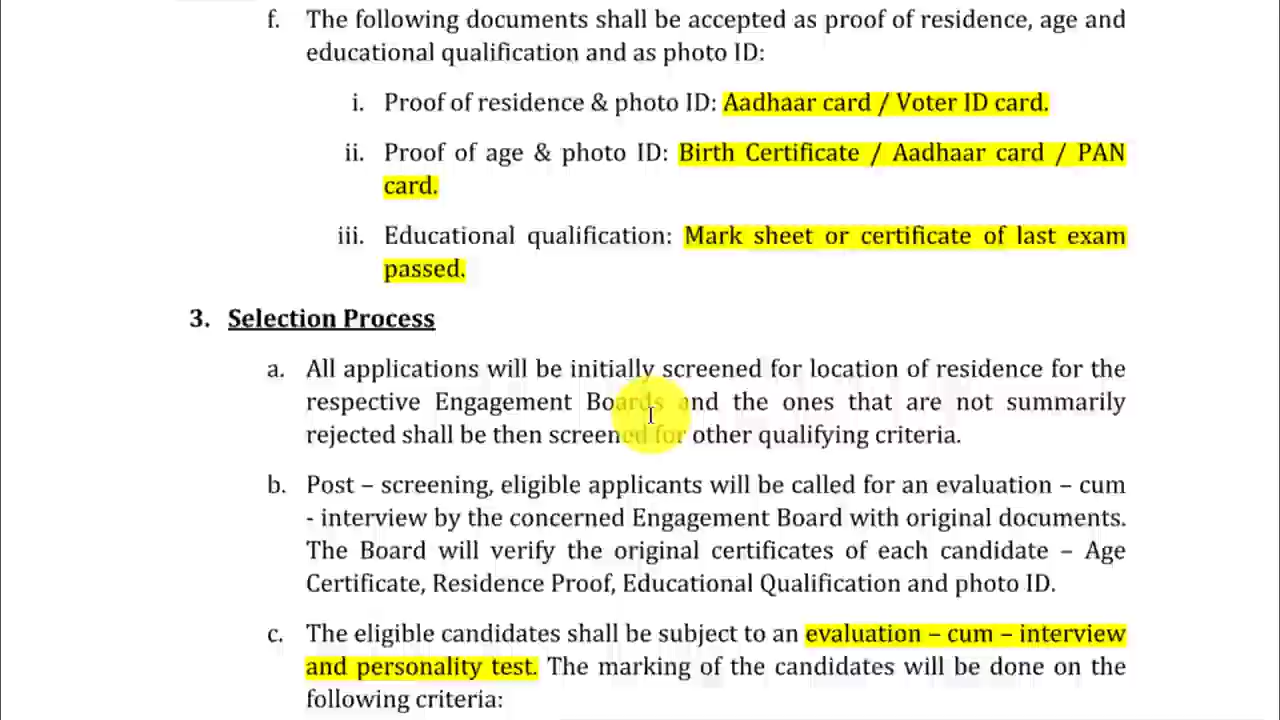 f. The following documents shall be accepted as proof of residence, age and
educational qualification and as photo ID:
i. Proof of residence & photo ID: Aadhaar card / Voter ID card.
ii. Proof of age & photo ID: Birth Certificate / Aadhaar card / PAN
card.
iii. Educational qualification: Mark sheet or certificate of last exam
passed.
3. Selection Process
a. All applications will be initially screened for location of residence for the
respective Engagement Boards and the ones that are not summarily
rejected shall be then screened for other qualifying criteria.
b. Post – screening, eligible applicants will be called for an evaluation – cum
- interview by the concerned Engagement Board with original documents.
The Board will verify the original certificates of each candidate – Age
Certificate, Residence Proof, Educational Qualification and photo ID.
c. The eligible candidates shall be subject to an evaluation – cum – interview
and personality test. The marking of the candidates will be done on the
following criteria: